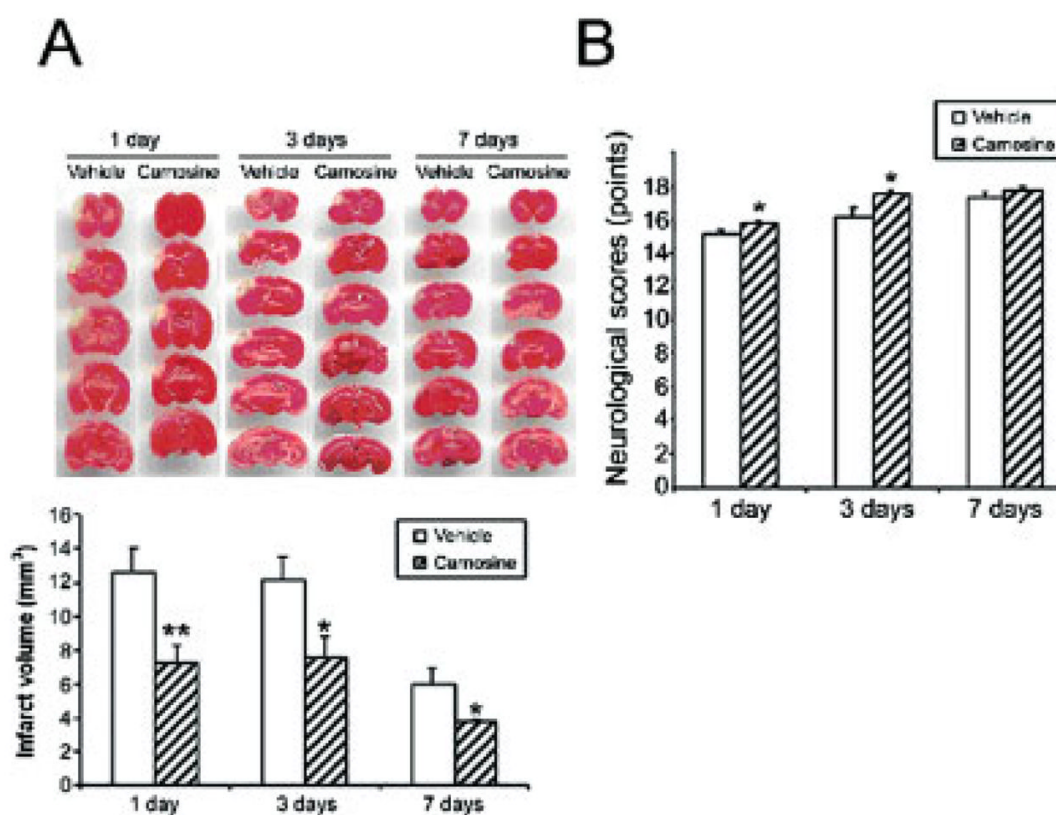 A
1 day 3 days 7 days
Vehicle Carnosine Vehicle Carnosine Vehicle Carnosine
16
14
12
10
8
6
4
2
0
Infarct volume (mm³)
Vehicle
Carnosine
**
*
*
1 day 3 days 7 days
B
Vehicle
Carnosine
18
16
14
12
10
8
6
4
2
0
Neurological scores (points)
*
*
1 day 3 days 7 days